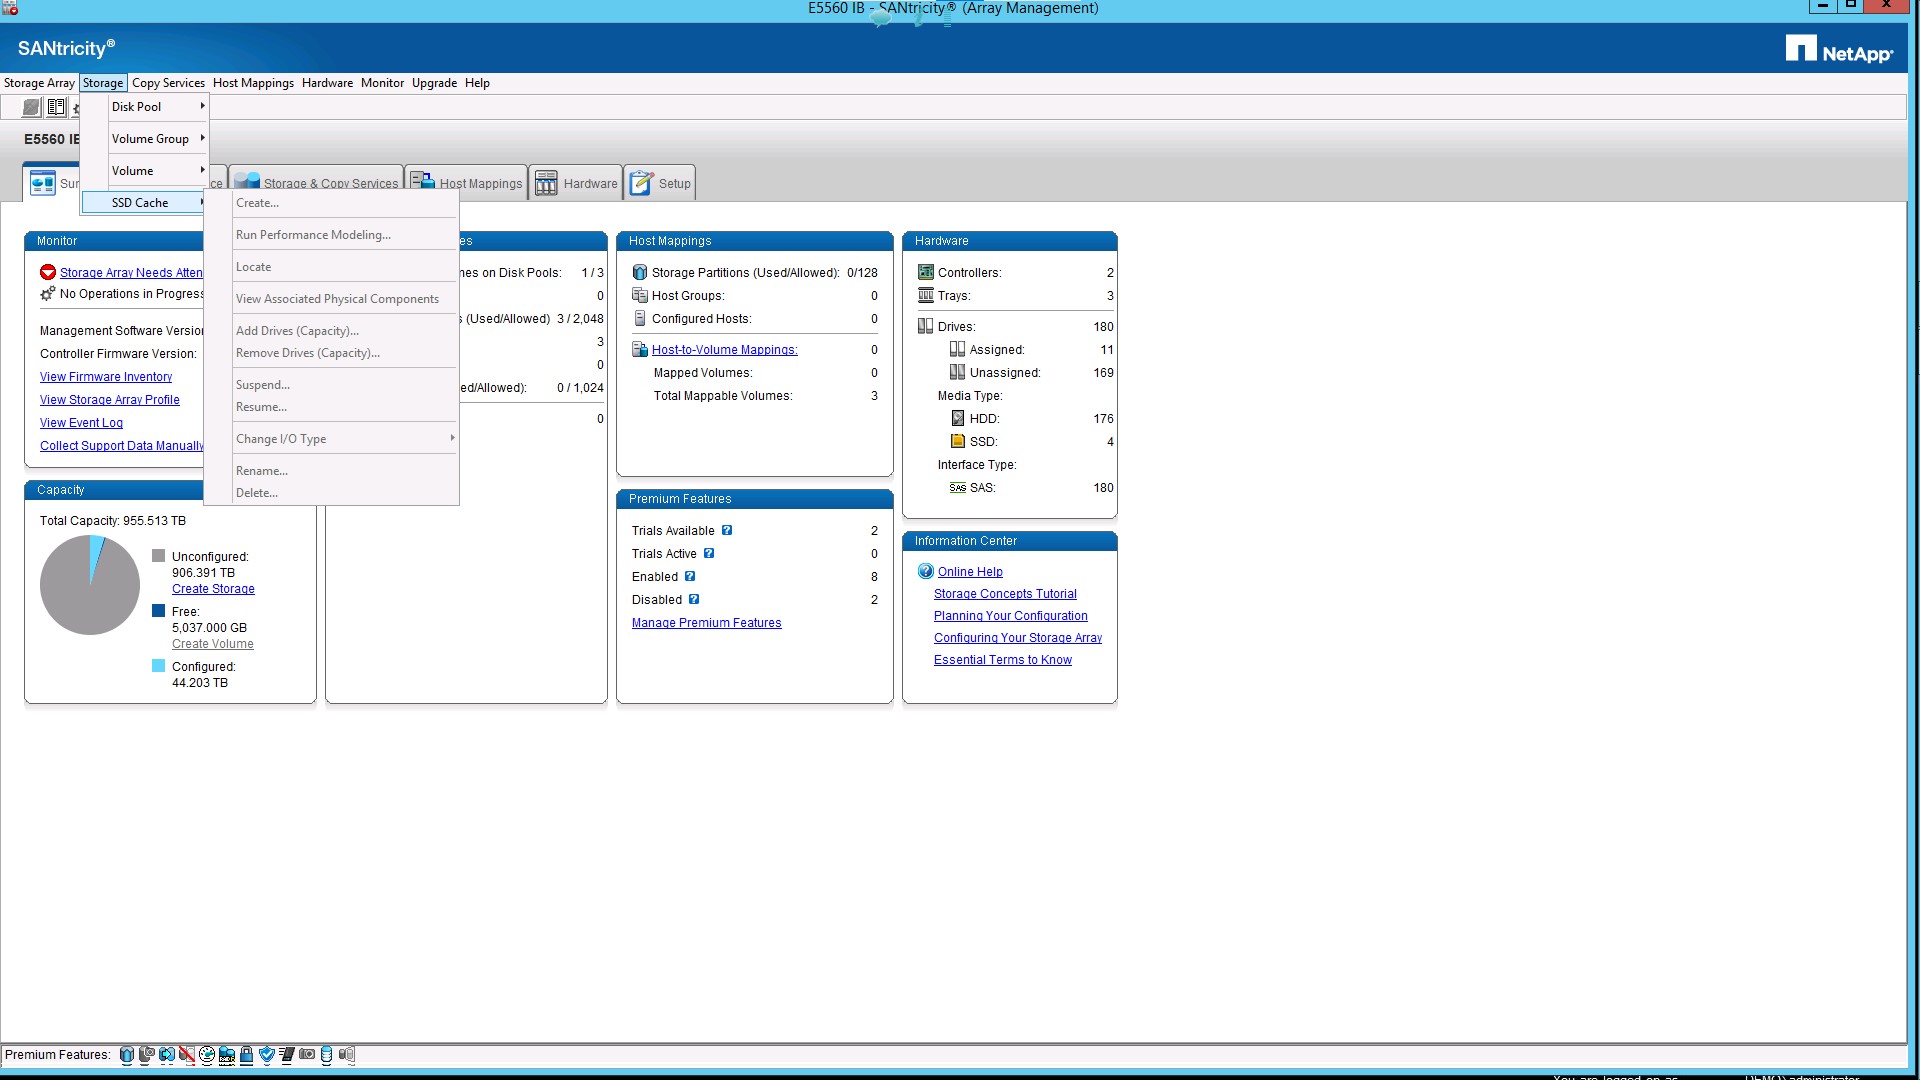 E5560 IB - SANtricity® (Array Management)
SANtricity®
NetApp®
Storage Array Storage Copy Services Host Mappings Hardware Monitor Upgrade Help
Disk Pool
Volume Group
Volume
SSD Cache
E5560 IB
Storage & Copy Services Host Mappings Hardware Setup
Create...
Run Performance Modeling...
Locate
View Associated Physical Components
Add Drives (Capacity)...
Remove Drives (Capacity)...
Suspend...
Resume...
Change I/O Type
Rename...
Delete...
Monitor
Storage Array Needs Atten
No Operations in Progress
Management Software Versio
Controller Firmware Version:
View Firmware Inventory
View Storage Array Profile
View Event Log
Collect Support Data Manually
Capacity
Total Capacity: 955.513 TB
Unconfigured:
906.391 TB
Create Storage
Free:
5,037.000 GB
Create Volume
Configured:
44.203 TB
es
nes on Disk Pools: 1 / 3
0
s (Used/Allowed) 3 / 2,048
3
0
ed/Allowed): 0 / 1,024
0
Host Mappings
Storage Partitions (Used/Allowed): 0/128
Host Groups: 0
Configured Hosts: 0
Host-to-Volume Mappings: 0
Mapped Volumes: 0
Total Mappable Volumes: 3
Premium Features
Trials Available ? 2
Trials Active ? 0
Enabled ? 8
Disabled ? 2
Manage Premium Features
Hardware
Controllers: 2
Trays: 3
Drives: 180
Assigned: 11
Unassigned: 169
Media Type:
HDD: 176
SSD: 4
Interface Type:
SAS SAS: 180
Information Center
Online Help
Storage Concepts Tutorial
Planning Your Configuration
Configuring Your Storage Array
Essential Terms to Know
Premium Features:
You are logged on as DEMO\administrator